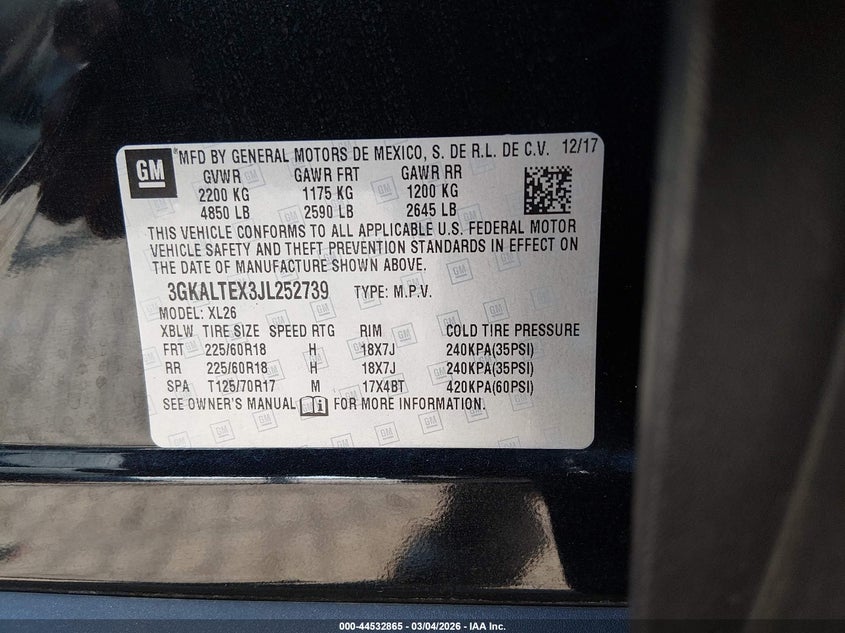 GM MFD BY GENERAL MOTORS DE MEXICO, S. DE R.L. DE C.V. 12/17
GVWR GAWR FRT GAWR RR
2200 KG 1175 KG 1200 KG
4850 LB 2590 LB 2645 LB
THIS VEHICLE CONFORMS TO ALL APPLICABLE U.S. FEDERAL MOTOR
VEHICLE SAFETY AND THEFT PREVENTION STANDARDS IN EFFECT ON
THE DATE OF MANUFACTURE SHOWN ABOVE.
3GKALTEX3JL252739 TYPE: M.P.V.
MODEL: XL26
XBLW TIRE SIZE SPEED RTG RIM COLD TIRE PRESSURE
FRT 225/60R18 H 18X7J 240KPA(35PSI)
RR 225/60R18 H 18X7J 240KPA(35PSI)
SPA T125/70R17 M 17X4BT 420KPA(60PSI)
SEE OWNER'S MANUAL FOR MORE INFORMATION.
000-44532865 - 03/04/2026 - IAA Inc.